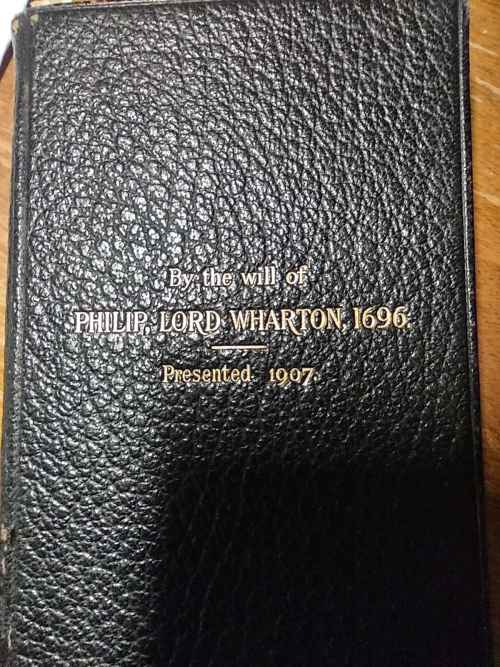 By the will of
PHILIP, LORD WHARTON, 1696.
Presented 1907.